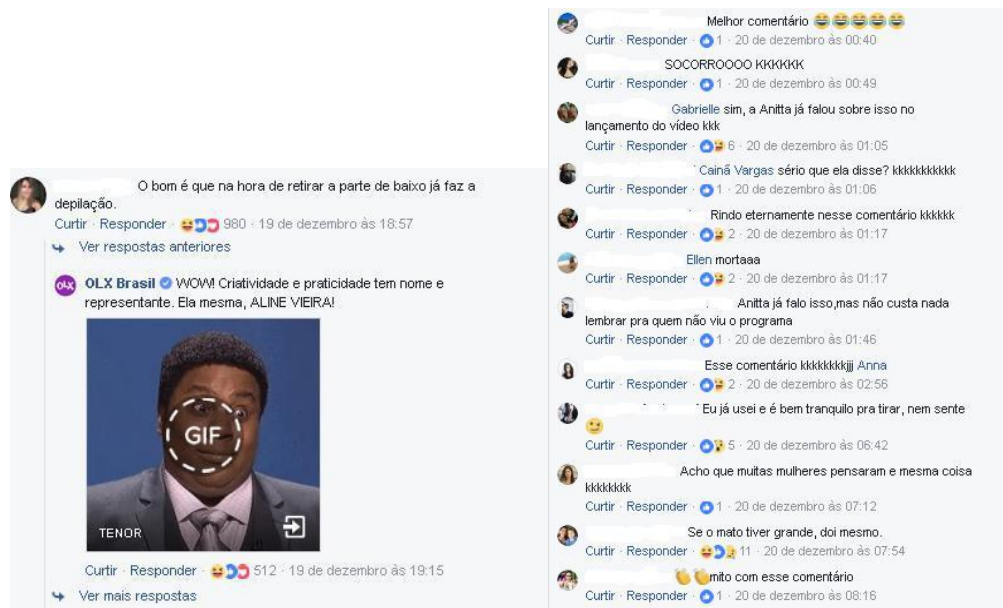 O bom é que na hora de retirar a parte de baixo já faz a
depilação.
Curtir · Responder · 980 · 19 de dezembro às 18:57
Ver respostas anteriores
OLX
OLX Brasil WOW! Criatividade e praticidade tem nome e
representante. Ela mesma, ALINE VIEIRA!
GIF
TENOR
Curtir · Responder · 512 · 19 de dezembro às 19:15
Ver mais respostas
Melhor comentário 😂😂😂😂😂
Curtir · Responder · 1 · 20 de dezembro às 00:40
SOCORROOOO KKKKKK
Curtir · Responder · 1 · 20 de dezembro às 00:49
Gabrielle sim, a Anitta já falou sobre isso no
lançamento do vídeo kkk
Curtir · Responder · 6 · 20 de dezembro às 01:05
Cainã Vargas sério que ela disse? kkkkkkkkkkk
Curtir · Responder · 1 · 20 de dezembro às 01:06
Rindo eternamente nesse comentário kkkkkk
Curtir · Responder · 2 · 20 de dezembro às 01:17
Ellen mortaaa
Curtir · Responder · 2 · 20 de dezembro às 01:17
Anitta já falo isso,mas não custa nada
lembrar pra quem não viu o programa
Curtir · Responder · 1 · 20 de dezembro às 01:46
Esse comentário kkkkkkkkjjj Anna
Curtir · Responder · 2 · 20 de dezembro às 02:56
Eu já usei e é bem tranquilo pra tirar, nem sente
😉
Curtir · Responder · 5 · 20 de dezembro às 06:42
Acho que muitas mulheres pensaram e mesma coisa
kkkkkkkk
Curtir · Responder · 1 · 20 de dezembro às 07:12
Se o mato tiver grande, doi mesmo.
Curtir · Responder · 11 · 20 de dezembro às 07:54
👏👏mito com esse comentário
Curtir · Responder · 1 · 20 de dezembro às 08:16